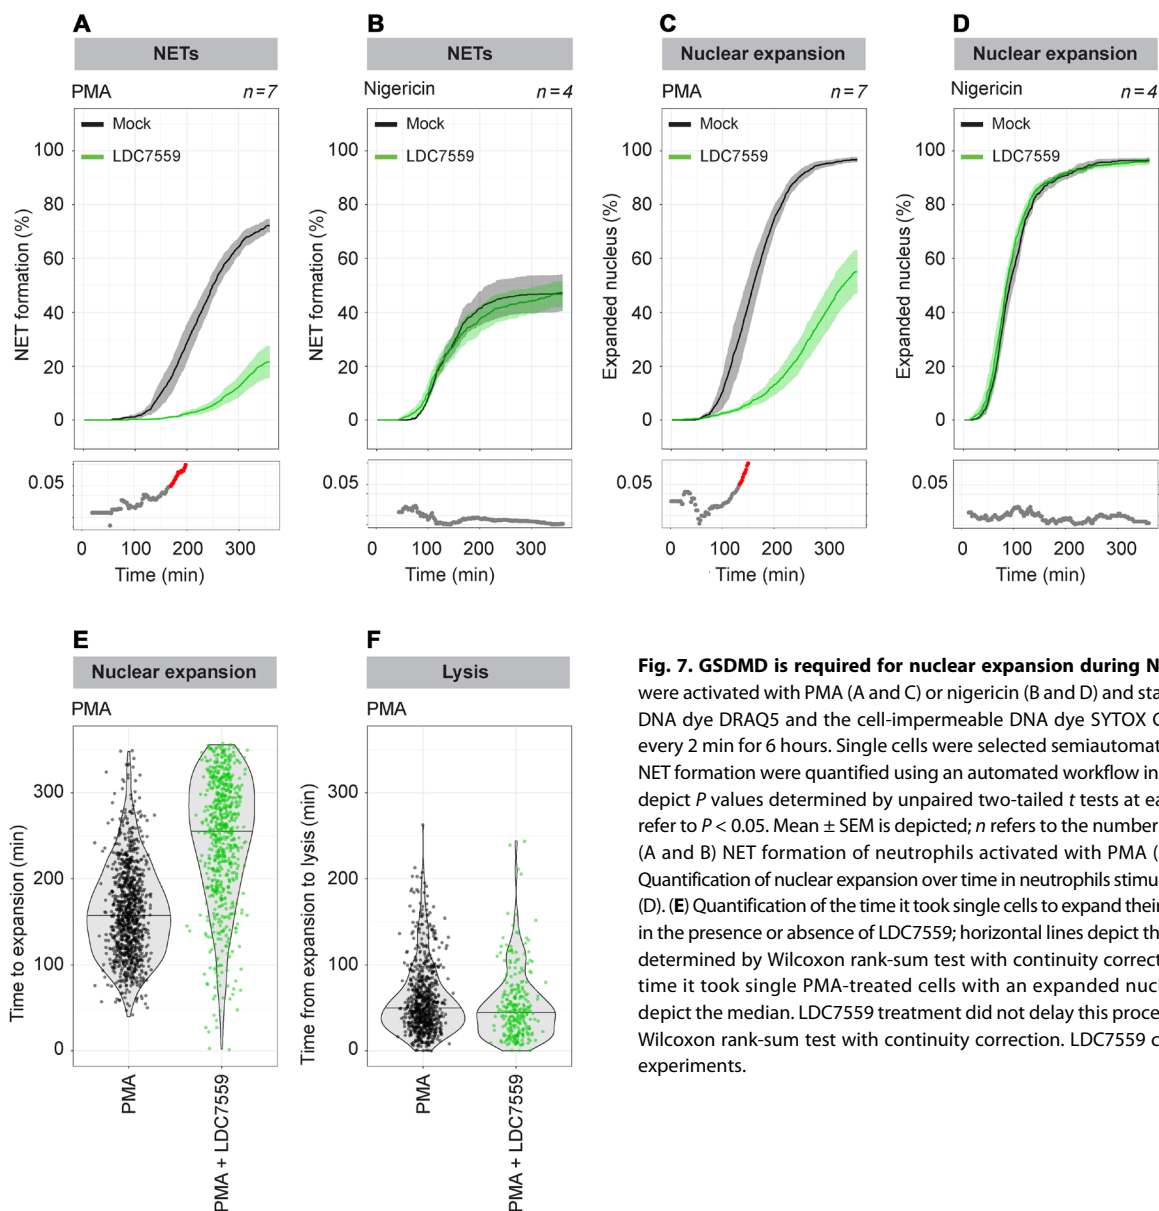 A
NETs
PMA
n = 7
Mock
LDC7559
NET formation (%)
100
80
60
40
20
0
0.05
0
100
200
300
Time (min)
B
NETs
Nigericin
n = 4
Mock
LDC7559
NET formation (%)
100
80
60
40
20
0
0.05
0
100
200
300
Time (min)
C
Nuclear expansion
PMA
n = 7
Mock
LDC7559
Expanded nucleus (%)
100
80
60
40
20
0
0.05
0
100
200
300
Time (min)
D
Nuclear expansion
Nigericin
n = 4
Mock
LDC7559
Expanded nucleus (%)
100
80
60
40
20
0
0.05
0
100
200
300
Time (min)
E
Nuclear expansion
PMA
Time to expansion (min)
300
200
100
0
PMA
PMA + LDC7559
F
Lysis
PMA
Time from expansion to lysis (min)
300
200
100
0
PMA
PMA + LDC7559
Fig. 7. GSDMD is required for nuclear expansion during N
were activated with PMA (A and C) or nigericin (B and D) and sta
DNA dye DRAQ5 and the cell-impermeable DNA dye SYTOX G
every 2 min for 6 hours. Single cells were selected semiautomat
NET formation were quantified using an automated workflow in
depict P values determined by unpaired two-tailed t tests at ea
refer to P < 0.05. Mean ± SEM is depicted; n refers to the number
(A and B) NET formation of neutrophils activated with PMA (
Quantification of nuclear expansion over time in neutrophils stimu
(D). (E) Quantification of the time it took single cells to expand their
in the presence or absence of LDC7559; horizontal lines depict th
determined by Wilcoxon rank-sum test with continuity correct
time it took single PMA-treated cells with an expanded nucl
depict the median. LDC7559 treatment did not delay this proce
Wilcoxon rank-sum test with continuity correction. LDC7559 c
experiments.